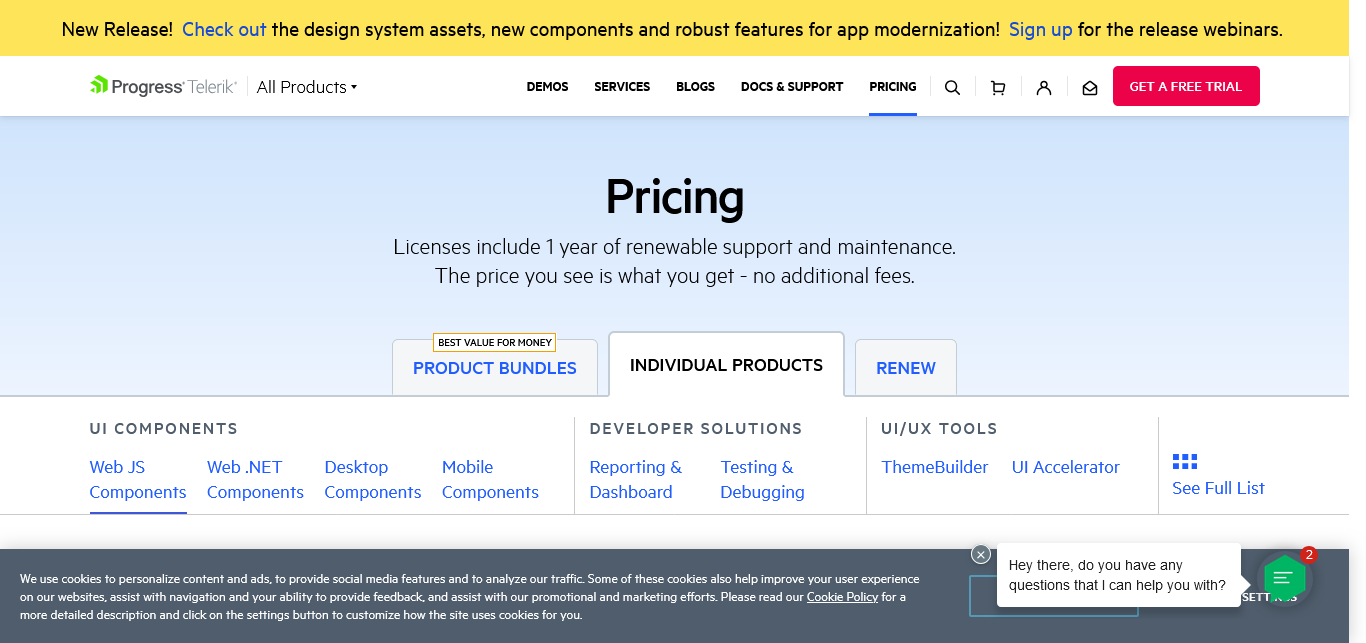 New Release! Check out the design system assets, new components and robust features for app modernization! Sign up for the release webinars.
Progress Telerik
All Products
DEMOS
SERVICES
BLOGS
DOCS & SUPPORT
PRICING
GET A FREE TRIAL
Pricing
Licenses include 1 year of renewable support and maintenance.
The price you see is what you get - no additional fees.
BEST VALUE FOR MONEY
PRODUCT BUNDLES
INDIVIDUAL PRODUCTS
RENEW
UI COMPONENTS
Web JS
Components
Web .NET
Components
Desktop
Components
Mobile
Components
DEVELOPER SOLUTIONS
Reporting &
Dashboard
Testing &
Debugging
UI/UX TOOLS
ThemeBuilder
UI Accelerator
See Full List
We use cookies to personalize content and ads, to provide social media features and to analyze our traffic. Some of these cookies also help improve your user experience
on our websites, assist with navigation and your ability to provide feedback, and assist with our promotional and marketing efforts. Please read our Cookie Policy for a
more detailed description and click on the settings button to customize how the site uses cookies for you.
Hey there, do you have any
questions that I can help you with?
2